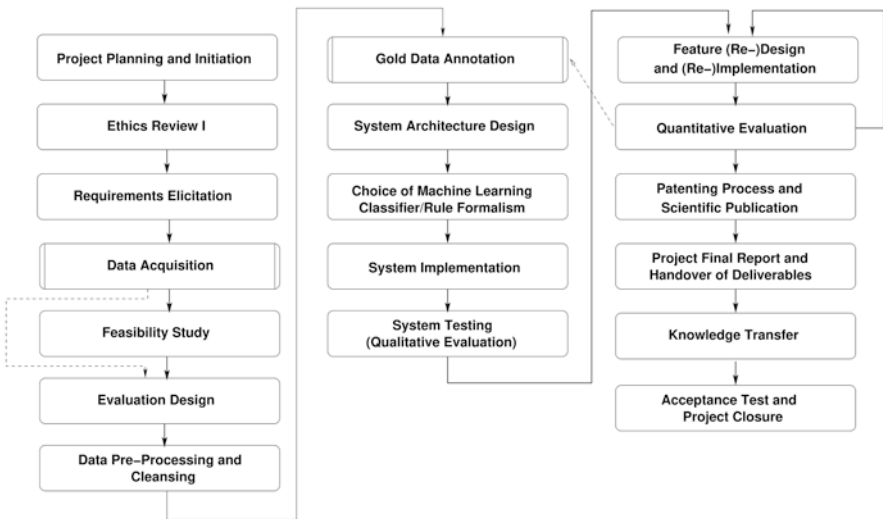 Project Planning and Initiation
Ethics Review I
Requirements Elicitation
Data Acquisition
Feasibility Study
Evaluation Design
Data Pre-Processing and
Cleansing
Gold Data Annotation
System Architecture Design
Choice of Machine Learning
Classifier/Rule Formalism
System Implementation
System Testing
(Qualitative Evaluation)
Feature (Re-)Design
and (Re-)Implementation
Quantitative Evaluation
Patenting Process and
Scientific Publication
Project Final Report and
Handover of Deliverables
Knowledge Transfer
Acceptance Test and
Project Closure